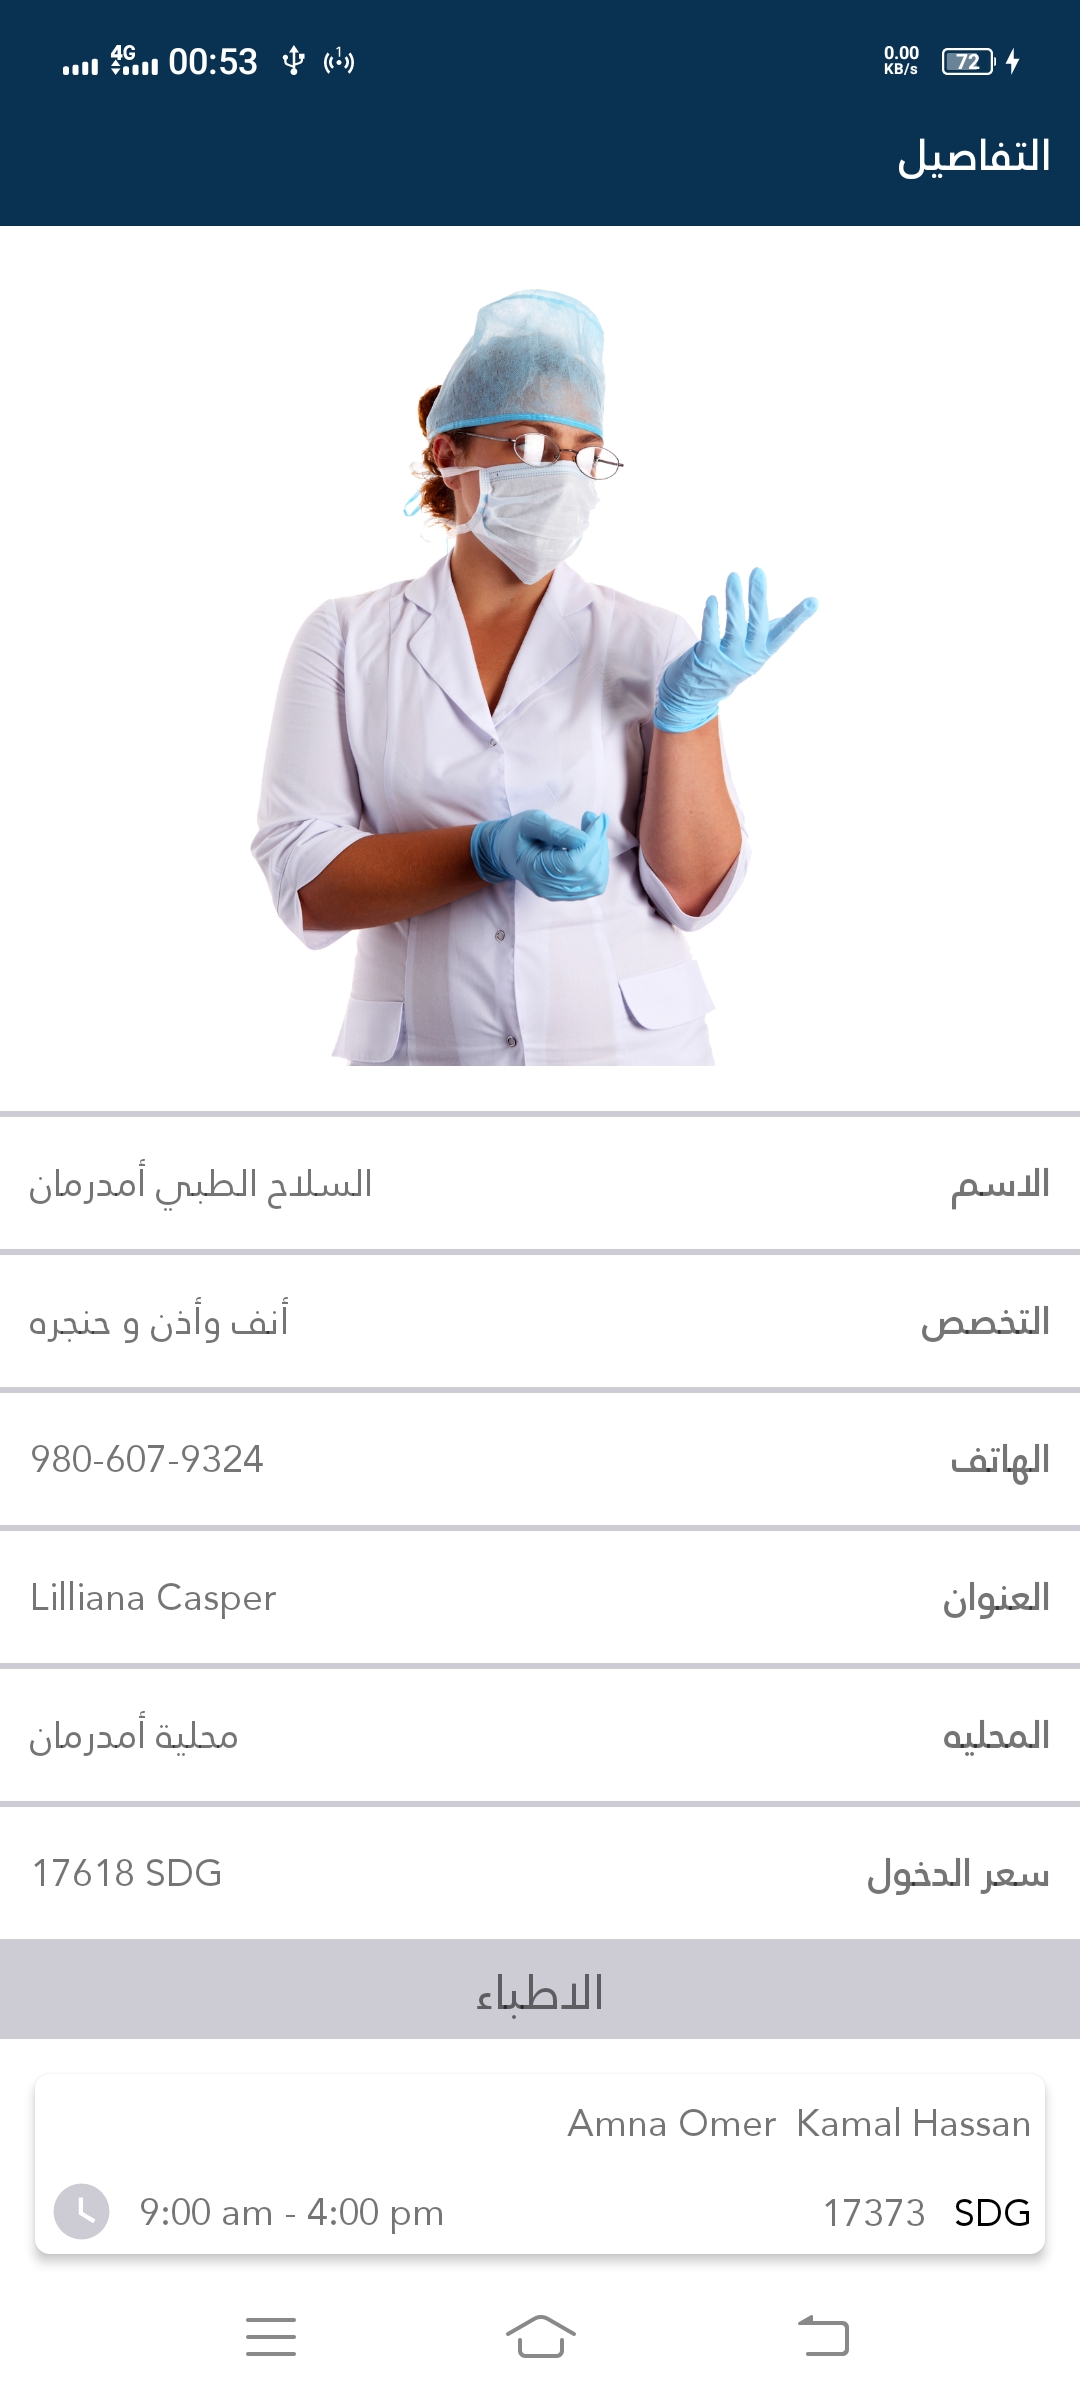 4G 00:53 1 0.00 KB/s 72
التفاصيل
الاسم السلاح الطبي أمدرمان
التخصص أنف وأذن و حنجره
الهاتف 980-607-9324
العنوان Lilliana Casper
المحليه محلية أمدرمان
سعر الدخول 17618 SDG
الاطباء
Amna Omer Kamal Hassan
9:00 am - 4:00 pm 17373 SDG